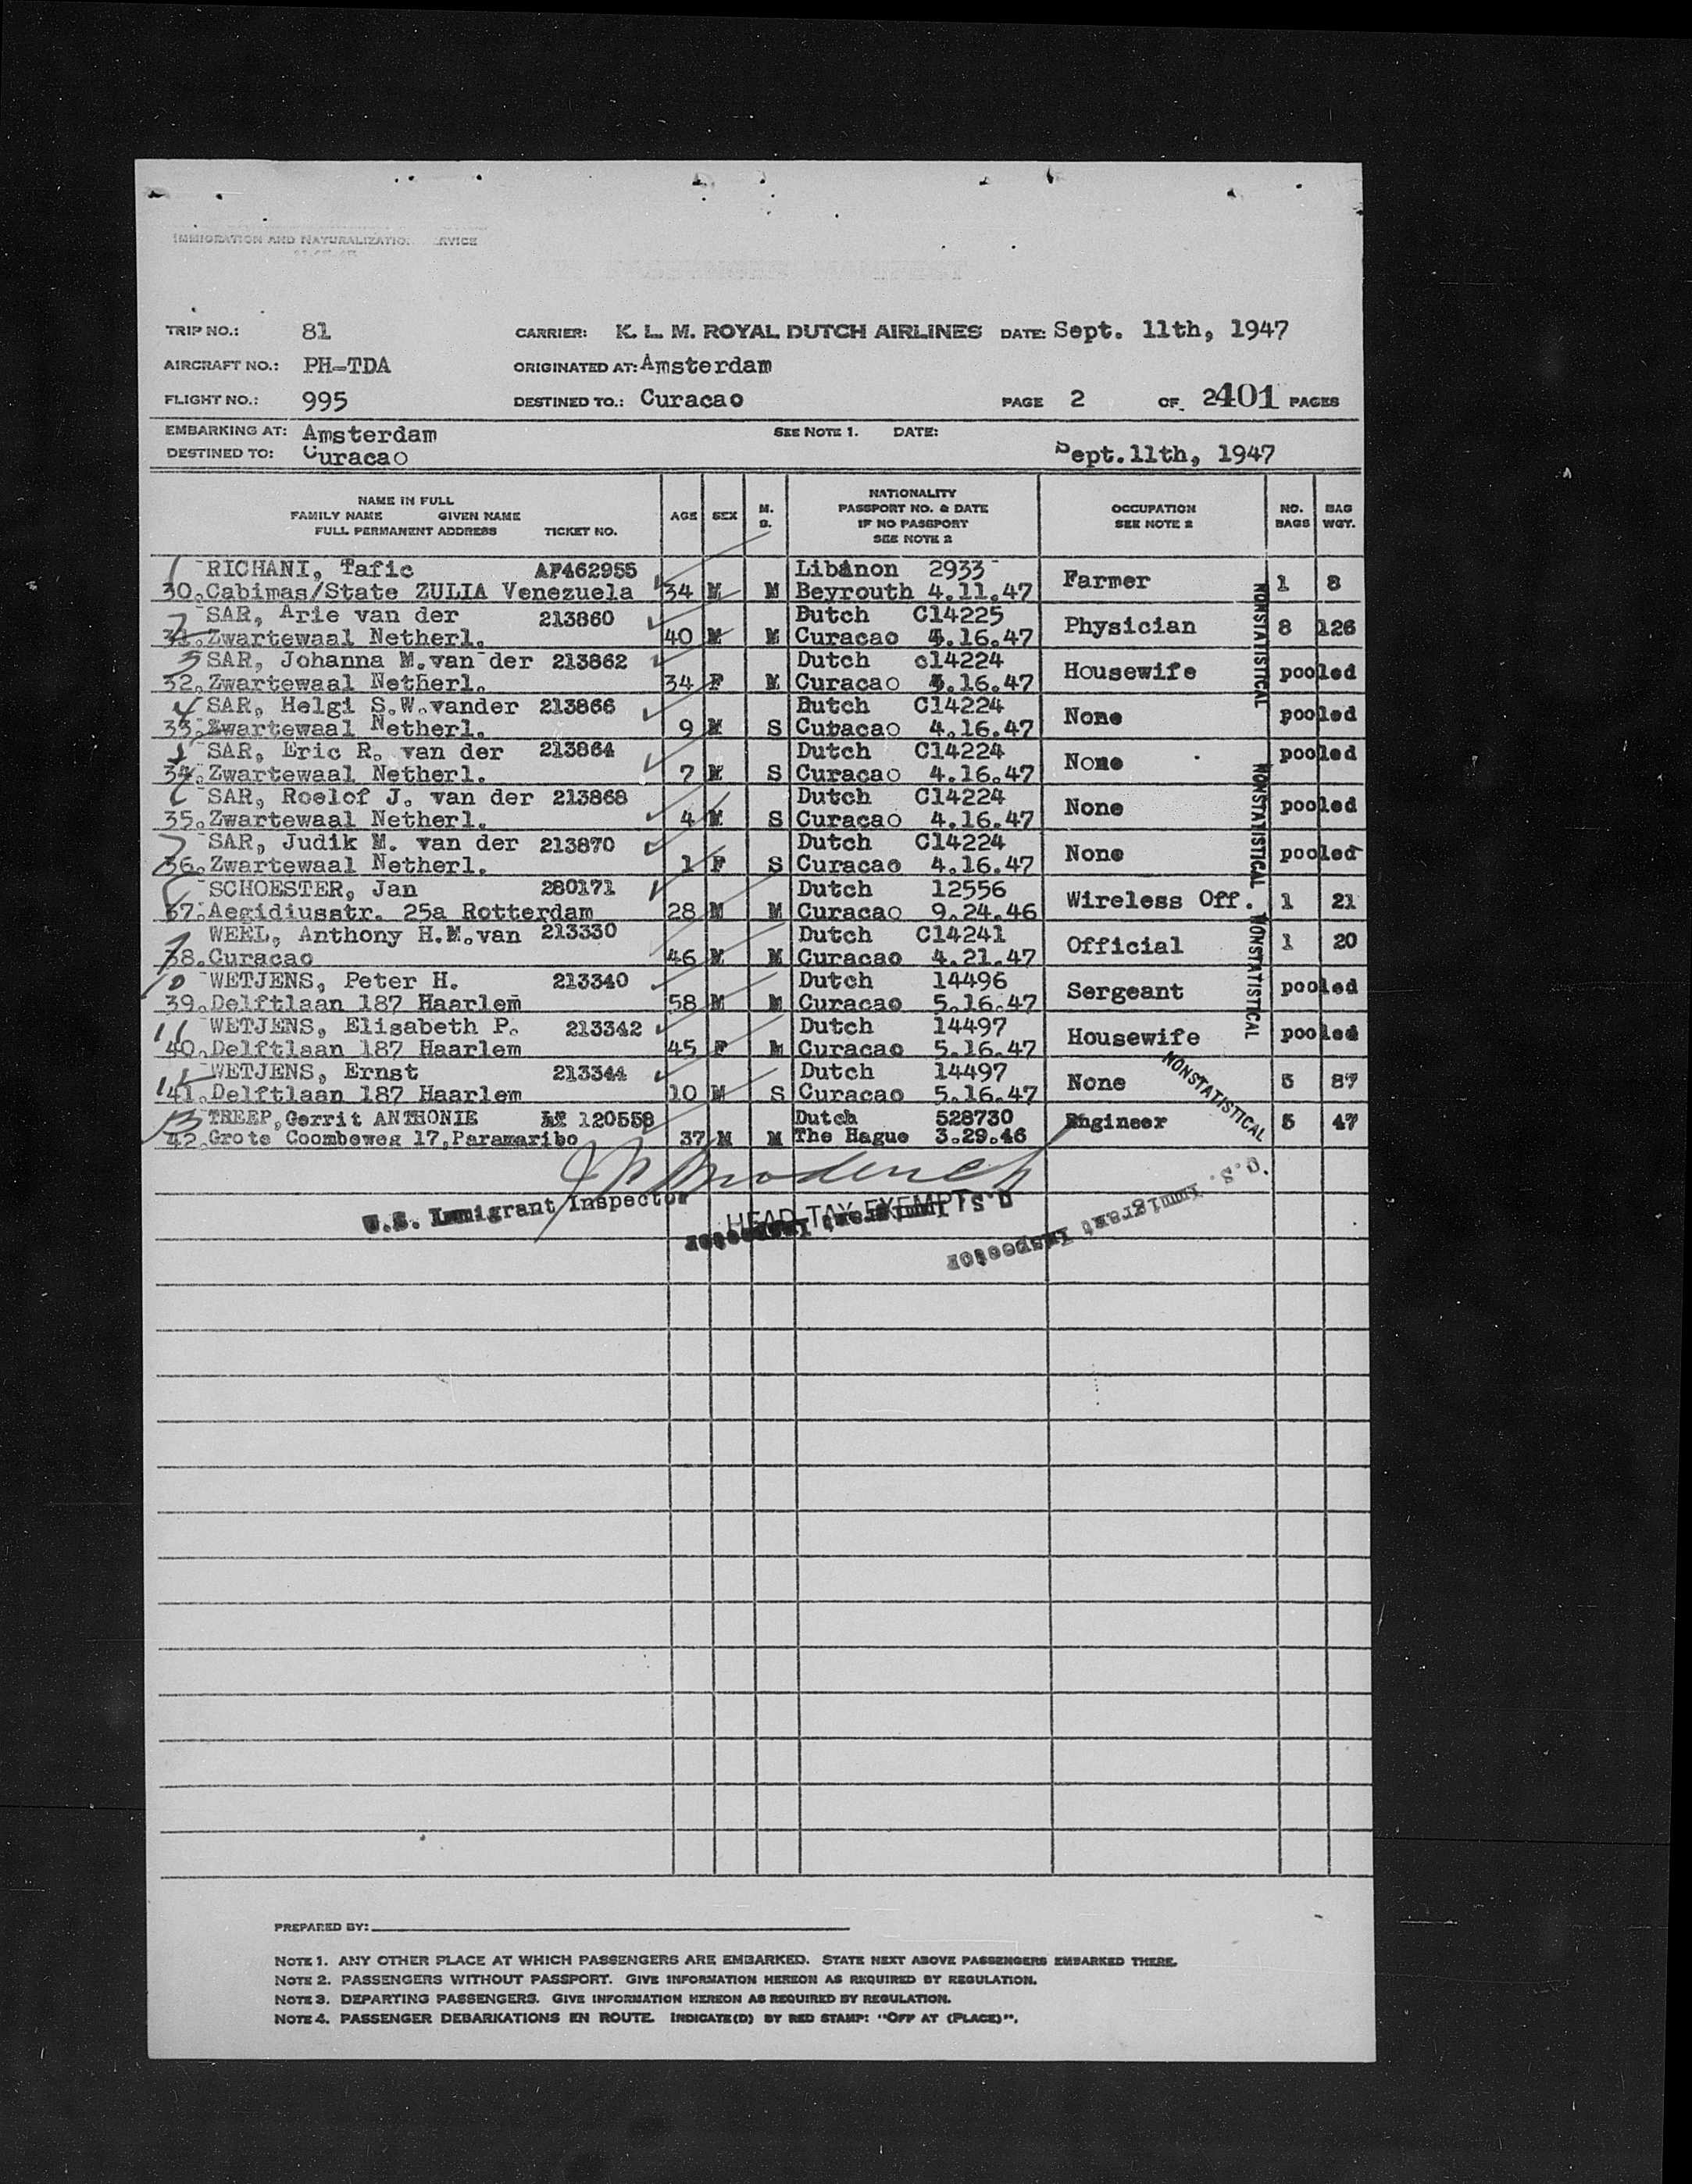 IMMIGRATION AND NATURALIZATION SERVICE
TRIP NO.: 81 CARRIER: K. L. M. ROYAL DUTCH AIRLINES DATE: Sept. 11th, 1947
AIRCRAFT NO.: PH-TDA ORIGINATED AT: Amsterdam
FLIGHT NO.: 995 DESTINED TO.: Curacao PAGE 2 OF 2401 PAGES
EMBARKING AT: Amsterdam SEE NOTE 1. DATE:
DESTINED TO: Curacao Sept.11th, 1947
NAME IN FULL
FAMILY NAME GIVEN NAME
FULL PERMANENT ADDRESS TICKET NO.
AGE SEX M. S.
NATIONALITY
PASSPORT NO. & DATE
IF NO PASSPORT
SEE NOTE 2
OCCUPATION
SEE NOTE 2
NO. BAGS
BAG WGT.
1 RICHANI, Tafic AF462955 Libanon 2933
30.Cabimas/State ZULIA Venezuela 34 M M Beyrouth 4.11.47 Farmer 1 8
2 SAR, Arie van der 213860 Dutch C14225
31.Zwartewaal Netherl. 40 M M Curacao 4.16.47 Physician 8 126
3 SAR, Johanna M.van der 213862 Dutch c14224
32.Zwartewaal Netherl. 34 F M Curacao 4.16.47 Housewife pooled
4 SAR, Helgi S.W.vander 213866 Dutch C14224
33.Zwartewaal Netherl. 9 M S Curacao 4.16.47 None pooled
5 SAR, Eric R. van der 213864 Dutch C14224
34.Zwartewaal Netherl. 7 M S Curacao 4.16.47 None pooled
6 SAR, Roelof J. van der 213868 Dutch C14224
35.Zwartewaal Netherl. 4 M S Curacao 4.16.47 None pooled
7 SAR, Judik M. van der 213870 Dutch C14224
36.Zwartewaal Netherl. 1 F S Curacao 4.16.47 None pooled
8 SCHOESTER, Jan 280171 Dutch 12556
37.Aegidiusstr. 25a Rotterdam 28 M M Curacao 9.24.46 Wireless Off. 1 21
9 WEEL, Anthony H.M.van 213330 Dutch C14241
38.Curacao 46 M M Curacao 4.21.47 Official 1 20
10 WETJENS, Peter H. 213340 Dutch 14496
39.Delftlaan 187 Haarlem 58 M M Curacao 5.16.47 Sergeant pooled
11 WETJENS, Elisabeth P. 213342 Dutch 14497
40.Delftlaan 187 Haarlem 45 F M Curacao 5.16.47 Housewife pooled
12 WETJENS, Ernst 213344 Dutch 14497
41.Delftlaan 187 Haarlem 10 M S Curacao 5.16.47 None 3 87
13 TREEP,Gerrit ANTHONIE 120558 Dutch 528730
42.Grote Coombeweg 17,Paramaribo 37 M M The Hague 3.29.46 Engineer 3 47
NONSTATISTICAL
NONSTATISTICAL
NONSTATISTICAL
NONSTATISTICAL
U.S. Immigrant Inspector
HEAD TAX EXEMPT
U.S. Immigrant Inspector
U.S. Immigrant Inspector
PREPARED BY:
NOTE 1. ANY OTHER PLACE AT WHICH PASSENGERS ARE EMBARKED. STATE NEXT ABOVE PASSENGERS EMBARKED THERE.
NOTE 2. PASSENGERS WITHOUT PASSPORT. GIVE INFORMATION HEREON AS REQUIRED BY REGULATION.
NOTE 3. DEPARTING PASSENGERS. GIVE INFORMATION HEREON AS REQUIRED BY REGULATION.
NOTE 4. PASSENGER DEBARKATIONS EN ROUTE. INDICATE(D) BY RED STAMP: "OFF AT (PLACE)".